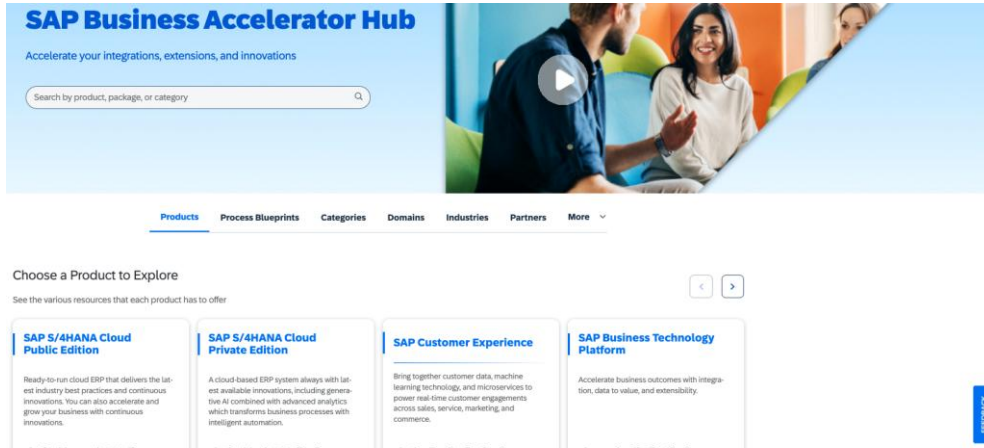 SAP Business Accelerator Hub
Accelerate your integrations, extensions, and innovations
Search by product, package, or category
Products Process Blueprints Categories Domains Industries Partners More
Choose a Product to Explore
See the various resources that each product has to offer
SAP S/4HANA Cloud
Public Edition
Ready-to-run cloud ERP that delivers the lat-
est industry best practices and continuous
innovations. You can also accelerate and
grow your business with continuous
innovations.
SAP S/4HANA Cloud
Private Edition
A cloud-based ERP system always with lat-
est available innovations, including genera-
tive AI combined with advanced analytics
which transforms business processes with
intelligent automation.
SAP Customer Experience
Bring together customer data, machine
learning technology, and microservices to
power real-time customer engagements
across sales, service, marketing, and
commerce.
SAP Business Technology
Platform
Accelerate business outcomes with integra-
tion, data to value, and extensibility.